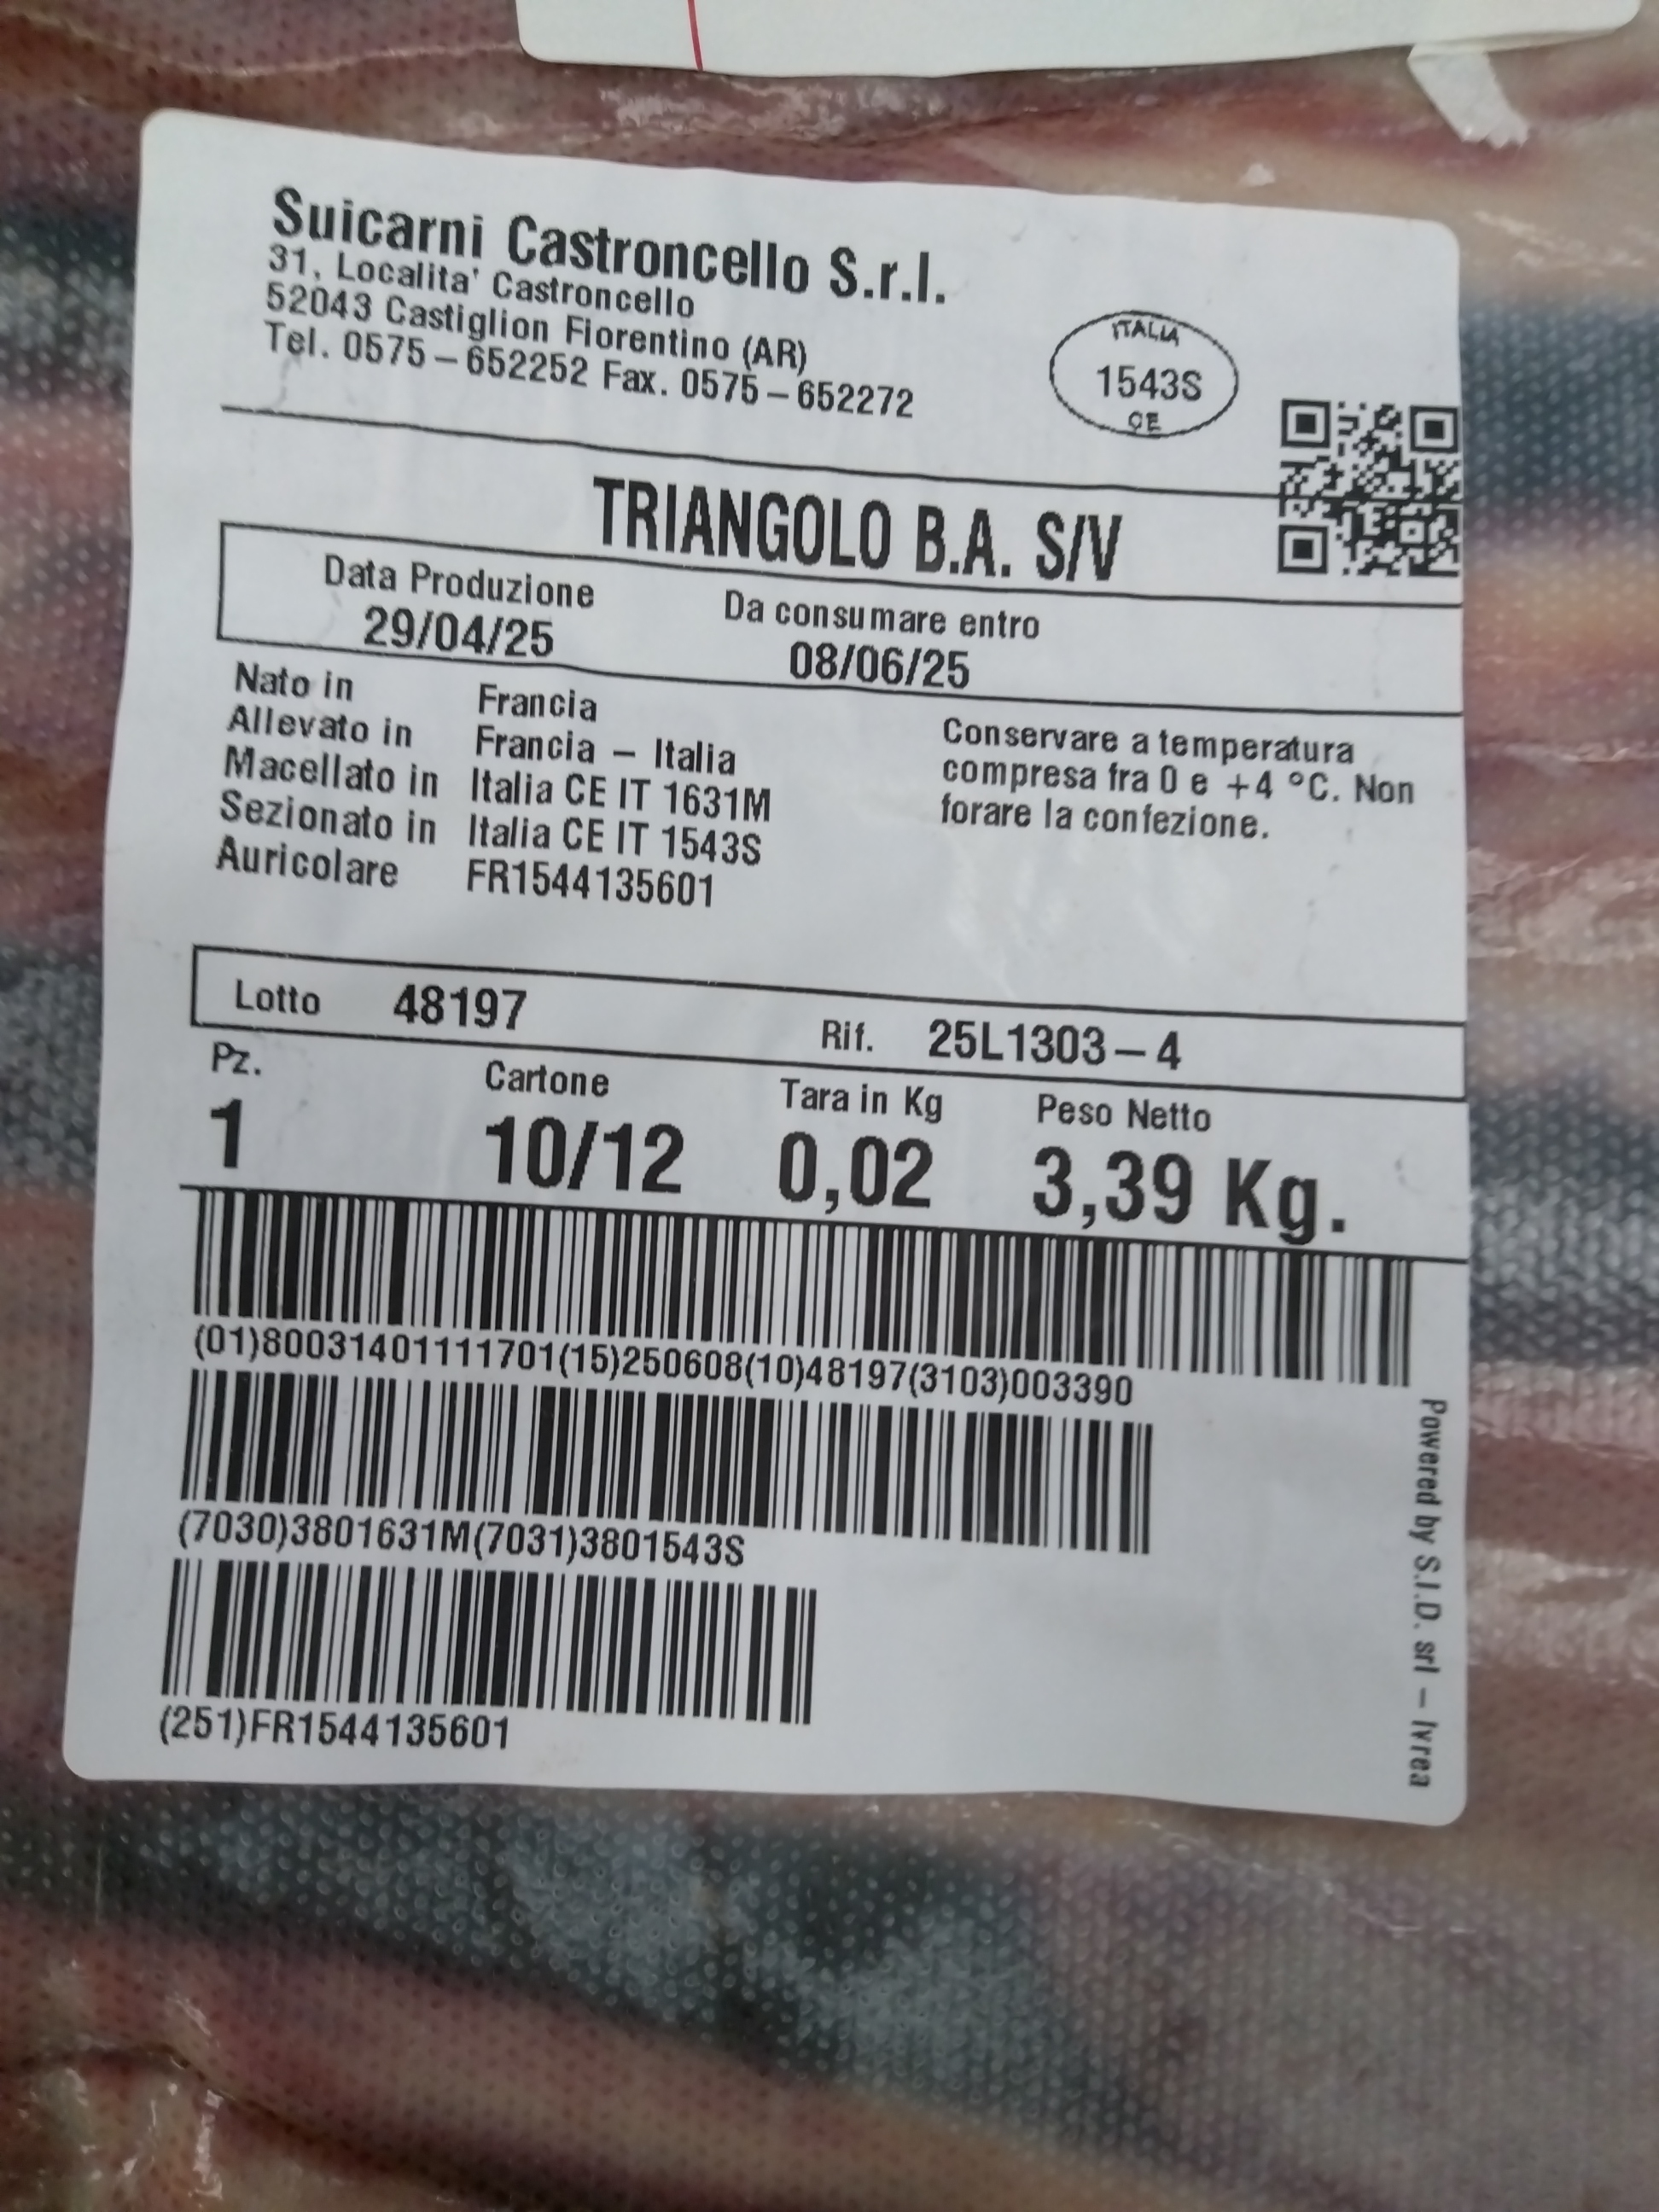 Suicarni Castroncello S.r.l.
31, Localita' Castroncello
52043 Castiglion Fiorentino (AR)
Tel. 0575-652252 Fax. 0575-652272
ITALIA
1543S
CE
TRIANGOLO B.A. S/V
Data Produzione Da consumare entro
29/04/25 08/06/25
Nato in Francia
Allevato in Francia - Italia
Macellato in Italia CE IT 1631M
Sezionato in Italia CE IT 1543S
Auricolare FR1544135601
Conservare a temperatura
compresa fra 0 e +4 °C. Non
forare la confezione.
Lotto 48197 Rif. 25L1303-4
Pz. Cartone Tara in Kg Peso Netto
1 10/12 0,02 3,39 Kg.
(01)80031401111701(15)250608(10)48197(3103)003390
(7030)3801631M(7031)3801543S
(251)FR1544135601
Powered by S.I.D. srl - Ivrea